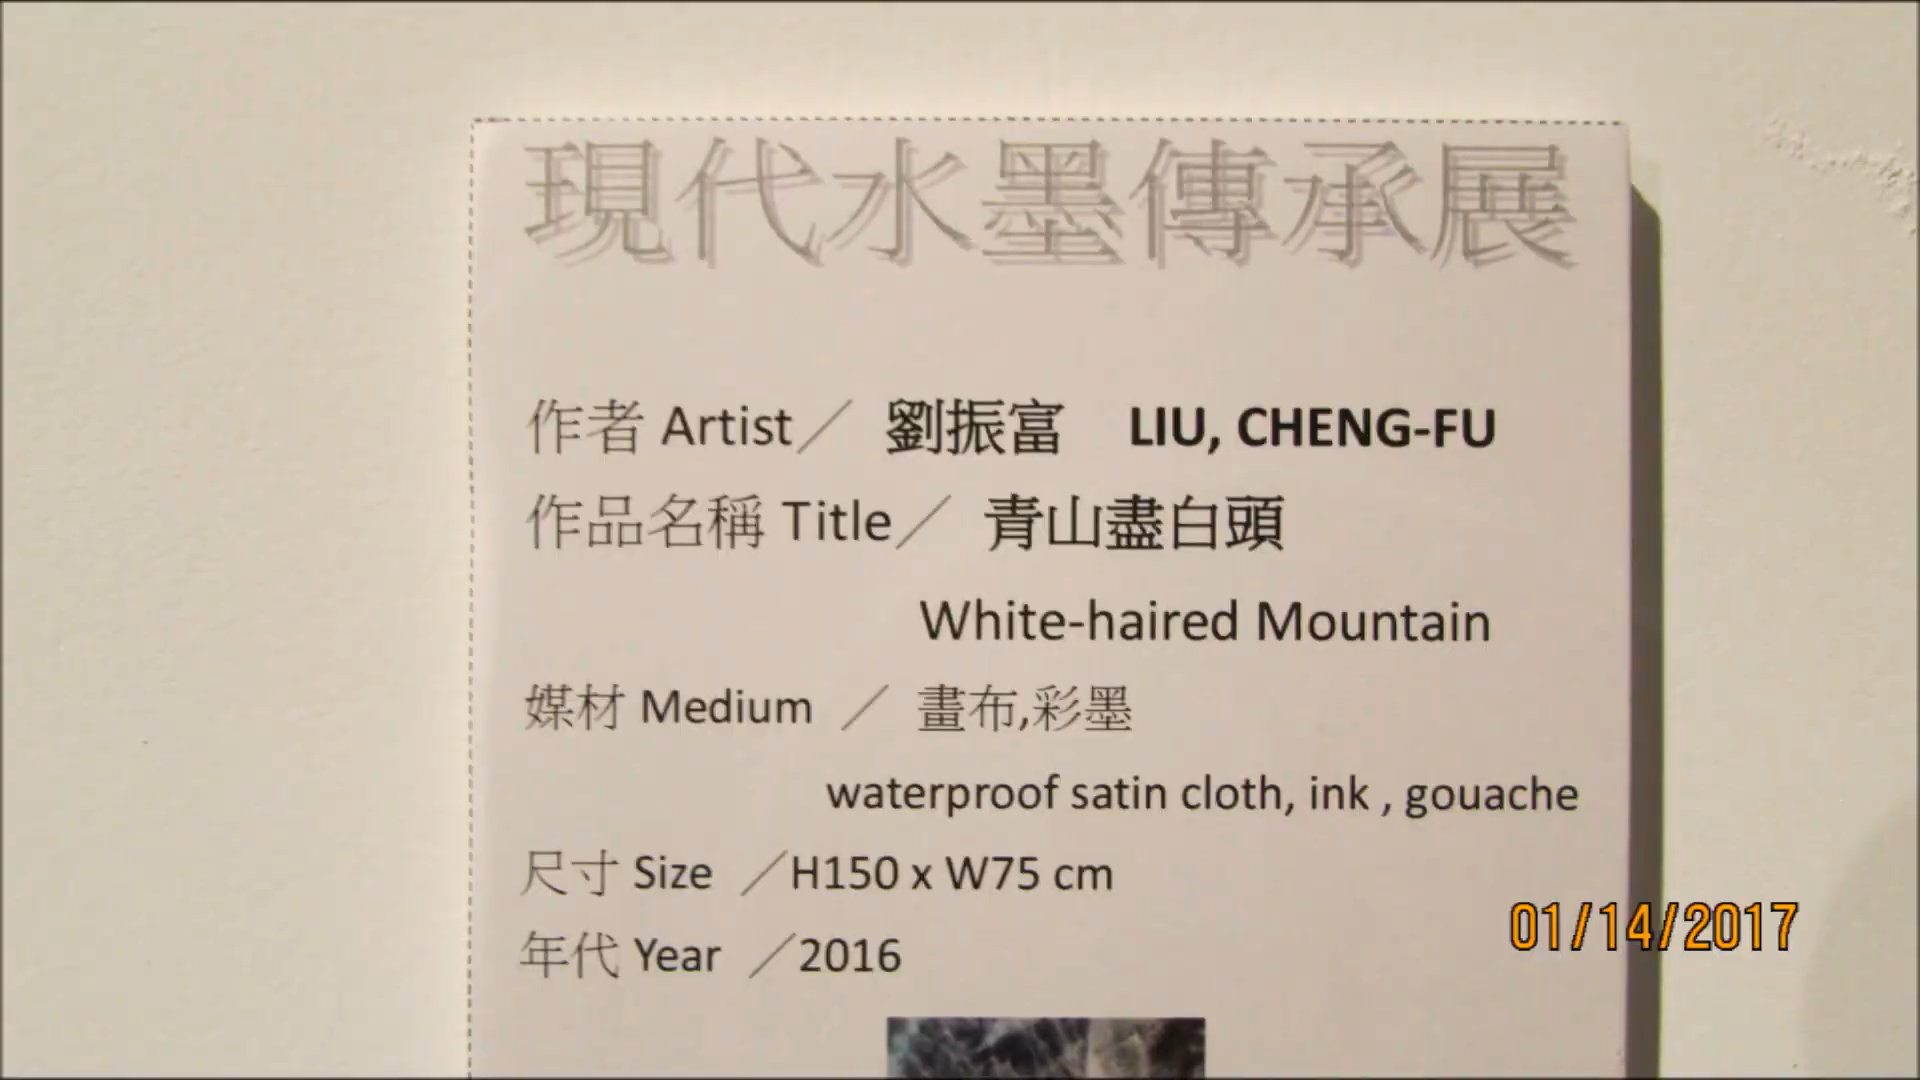 現代水墨傳承展
作者 Artist／ 劉振富 LIU, CHENG-FU
作品名稱 Title／ 青山盡白頭
White-haired Mountain
媒材 Medium ／ 畫布,彩墨
waterproof satin cloth, ink , gouache
尺寸 Size ／H150 x W75 cm
年代 Year ／2016
01/14/2017